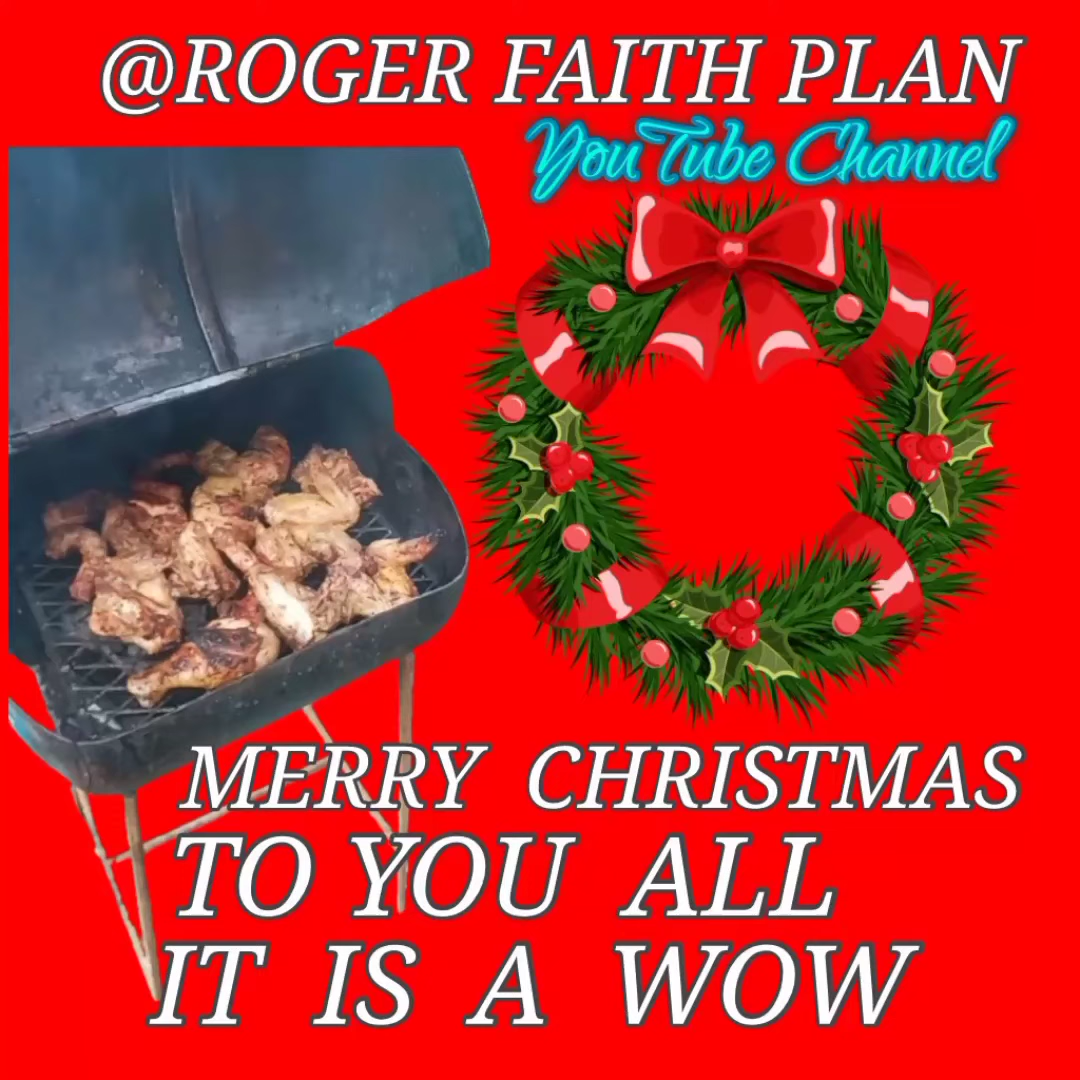 @ROGER FAITH PLAN
YouTube Channel
MERRY CHRISTMAS
TO YOU ALL
IT IS A WOW